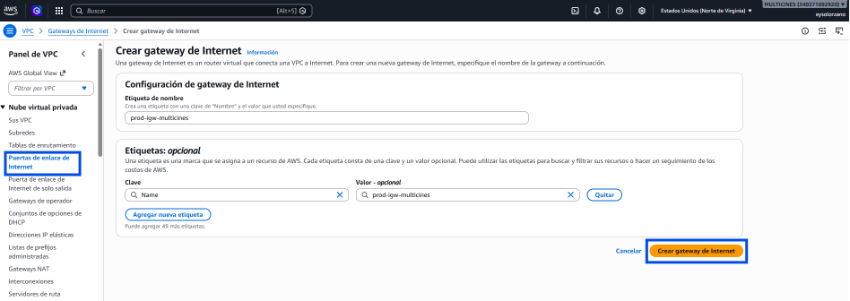 aws
Buscar
[Alt+S]
Estados Unidos (Norte de Virginia)
VPC
Gateways de Internet
Crear gateway de Internet
Panel de VPC
AWS Global View
Filtrar por VPC
Nube virtual privada
Sus VPC
Subredes
Tablas de enrutamiento
Puertas de enlace de
Internet
Puerta de enlace de
Internet de solo salida
Gateways de operador
Conjuntos de opciones de
DHCP
Direcciones IP elásticas
Listas de prefijos
administradas
Gateways NAT
Interconexiones
Servidores de ruta
Crear gateway de Internet Información
Una gateway de Internet es un router virtual que conecta una VPC a Internet. Para crear una nueva gateway de Internet, especifique el nombre de la gateway a continuación.
Configuración de gateway de Internet
Etiqueta de nombre
Crea una etiqueta con una clave de "Nombre" y el valor que usted especifique.
prod-igw-multicines
Etiquetas: opcional
Una etiqueta es una marca que se asigna a un recurso de AWS. Cada etiqueta consta de una clave y un valor opcional. Puede utilizar las etiquetas para buscar y filtrar sus recursos o hacer un seguimiento de los
costos de AWS.
Clave
Valor - opcional
Name
prod-igw-multicines
Quitar
Agregar nueva etiqueta
Puede agregar 49 más etiquetas.
Cancelar
Crear gateway de Internet